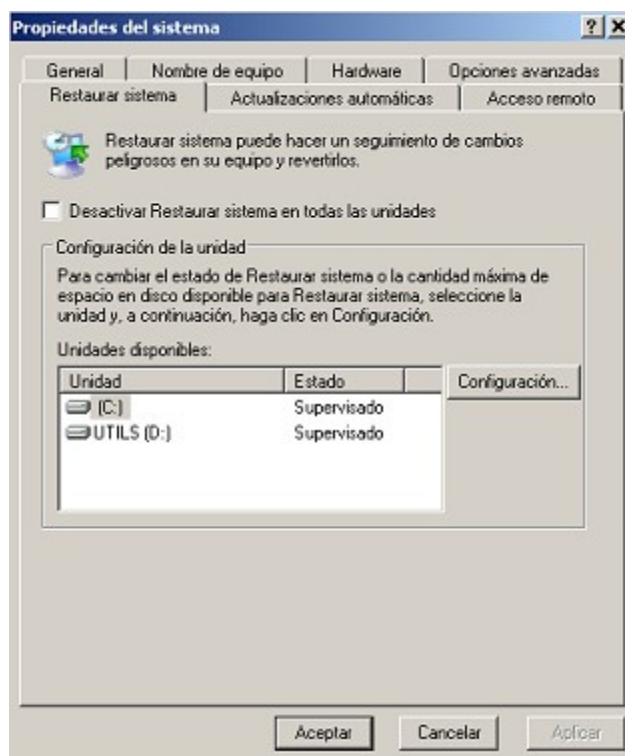 Propiedades del sistema
General Nombre de equipo Hardware Opciones avanzadas
Restaurar sistema Actualizaciones automáticas Acceso remoto
Restaurar sistema puede hacer un seguimiento de cambios
peligrosos en su equipo y revertirlos.
Desactivar Restaurar sistema en todas las unidades
Configuración de la unidad
Para cambiar el estado de Restaurar sistema o la cantidad máxima de
espacio en disco disponible para Restaurar sistema, seleccione la
unidad y, a continuación, haga clic en Configuración.
Unidades disponibles:
Unidad Estado Configuración...
(C:) Supervisado
UTILS (D:) Supervisado
Aceptar Cancelar Aplicar